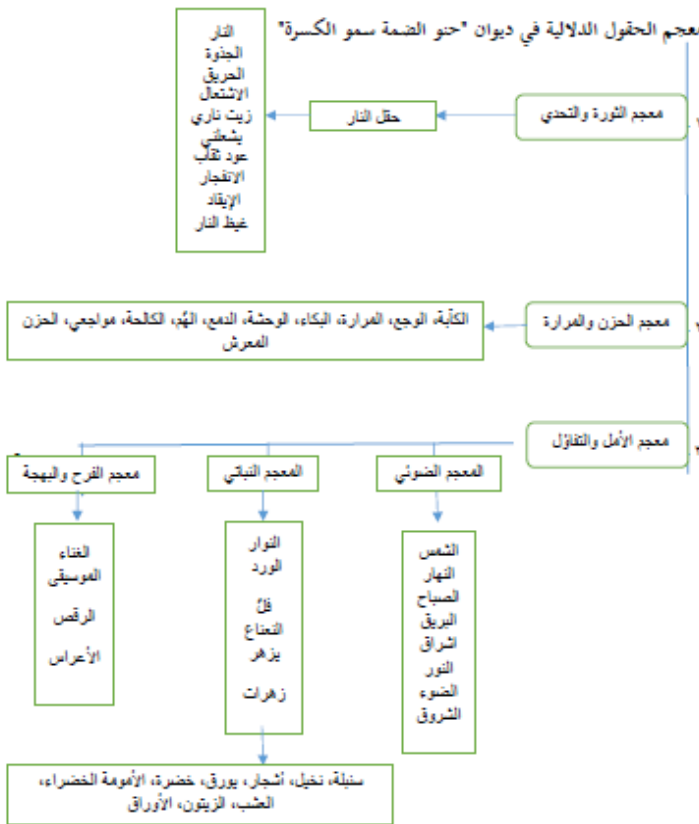 معجم الحقول الدلالية في ديوان "حنو الضمة سمو الكسرة"
معجم الثورة والتحدي
حقل النار
النار
الجذوة
الحريق
الاشتعال
زيت ناري
يشعلني
عود ثقاب
الانفجار
الإيقاد
غيظ النار
معجم الحزن والمرارة
الكآبة، الوجع، المرارة، البكاء، الوحشة، الدمع، الهُم، الكالحة، مواجعي، الحزن
المعرش
معجم الأمل والتفاؤل
المعجم الضوئي
المعجم النباتي
معجم الفرح والبهجة
الشمس
النهار
الصباح
البريق
اشراق
النور
الضوء
الشروق
النوار
الورد
فلّ
النعناع
يزهر
زهرات
الغناء
الموسيقى
الرقص
الأعراس
سنبلة، نخيل، أشجار، يورق، خضرة، الأمومة الخضراء،
العشب، الزيتون، الأوراق